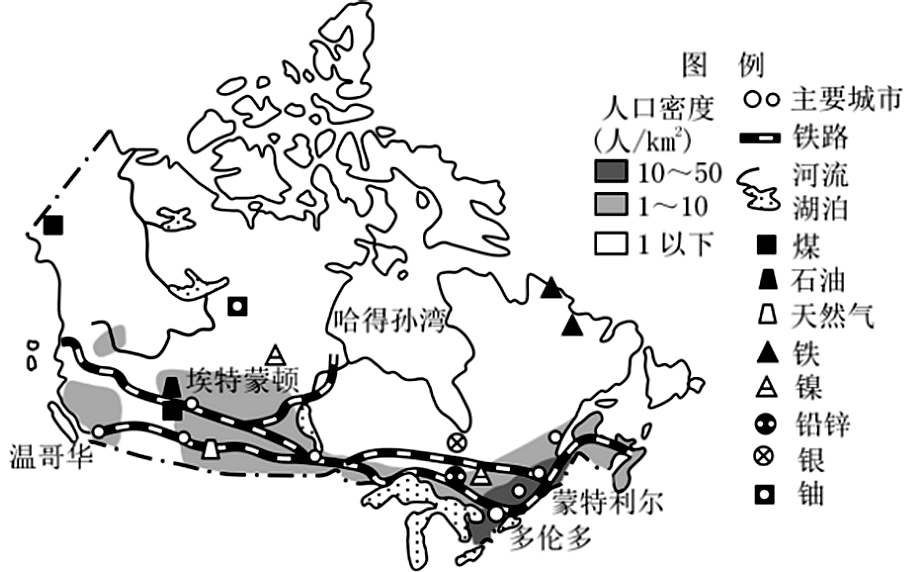 图 例
人口密度
(人/km²)
10～50
1～10
1以下
主要城市
铁路
河流
湖泊
煤
石油
天然气
铁
镍
铅锌
银
铀
哈得孙湾
埃特蒙顿
温哥华
蒙特利尔
多伦多